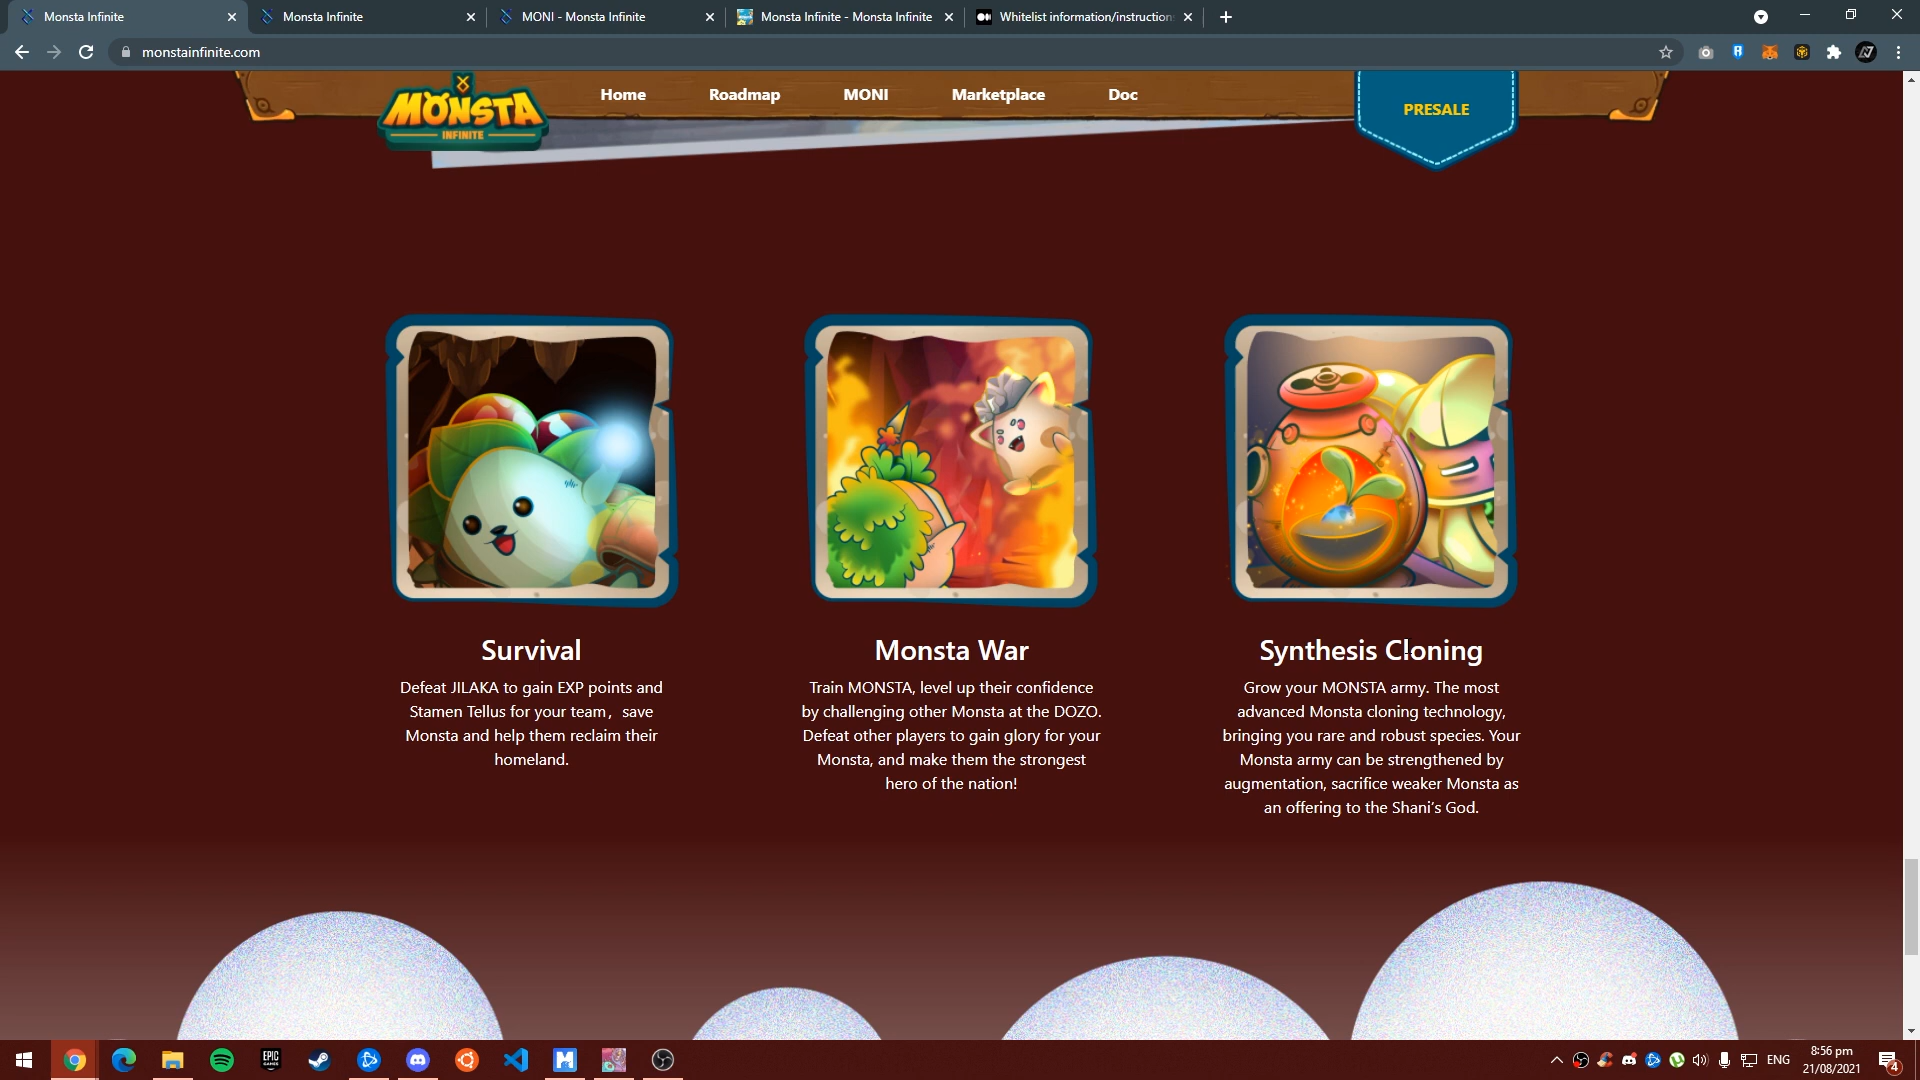 Monsta Infinite
Monsta Infinite
MONI - Monsta Infinite
Monsta Infinite - Monsta Infinite
Whitelist information/instruction
monstainfinite.com
MONSTA
INFINITE
Home
Roadmap
MONI
Marketplace
Doc
PRESALE
Survival
Defeat JILAKA to gain EXP points and
Stamen Tellus for your team，save
Monsta and help them reclaim their
homeland.
Monsta War
Train MONSTA, level up their confidence
by challenging other Monsta at the DOZO.
Defeat other players to gain glory for your
Monsta, and make them the strongest
hero of the nation!
Synthesis Cloning
Grow your MONSTA army. The most
advanced Monsta cloning technology,
bringing you rare and robust species. Your
Monsta army can be strengthened by
augmentation, sacrifice weaker Monsta as
an offering to the Shani’s God.
EPIC
GAMES
ENG
8:56 pm
21/08/2021
4